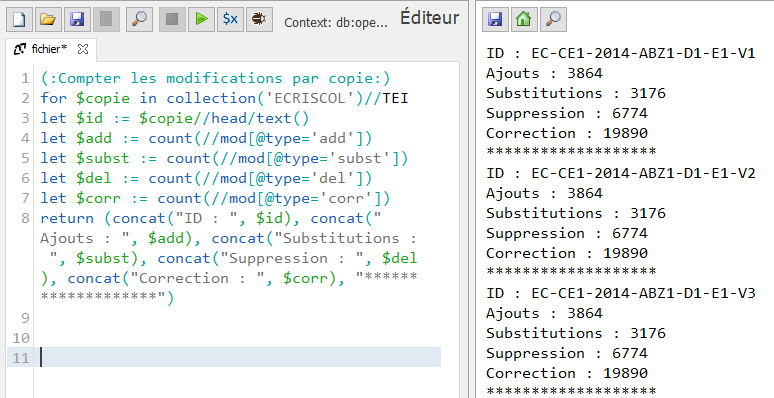 $x
Context: db:ope...
Éditeur
fichier*
1 (:Compter les modifications par copie:)
2 for $copie in collection('ECRISCOL')//TEI
3 let $id := $copie//head/text()
4 let $add := count(//mod[@type='add'])
5 let $subst := count(//mod[@type='subst'])
6 let $del := count(//mod[@type='del'])
7 let $corr := count(//mod[@type='corr'])
8 return (concat("ID : ", $id), concat("
Ajouts : ", $add), concat("Substitutions :
 ", $subst), concat("Suppression : ", $del
), concat("Correction : ", $corr), "******
*************")
9
10
11
ID : EC-CE1-2014-ABZ1-D1-E1-V1
Ajouts : 3864
Substitutions : 3176
Suppression : 6774
Correction : 19890
*******************
ID : EC-CE1-2014-ABZ1-D1-E1-V2
Ajouts : 3864
Substitutions : 3176
Suppression : 6774
Correction : 19890
*******************
ID : EC-CE1-2014-ABZ1-D1-E1-V3
Ajouts : 3864
Substitutions : 3176
Suppression : 6774
Correction : 19890
*******************